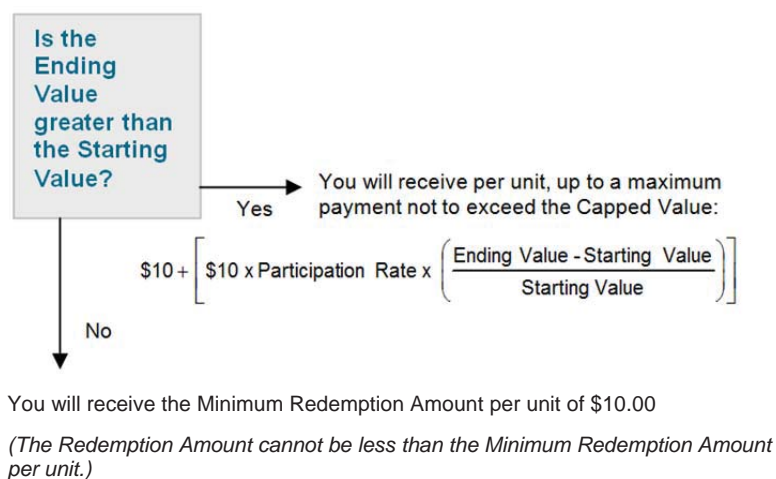 Is the
Ending
Value
greater than
the Starting
Value?
Yes
You will receive per unit, up to a maximum
payment not to exceed the Capped Value:
$10 + [ $10 x Participation Rate x ( Ending Value - Starting Value
Starting Value ) ]
No
You will receive the Minimum Redemption Amount per unit of $10.00
(The Redemption Amount cannot be less than the Minimum Redemption Amount
per unit.)